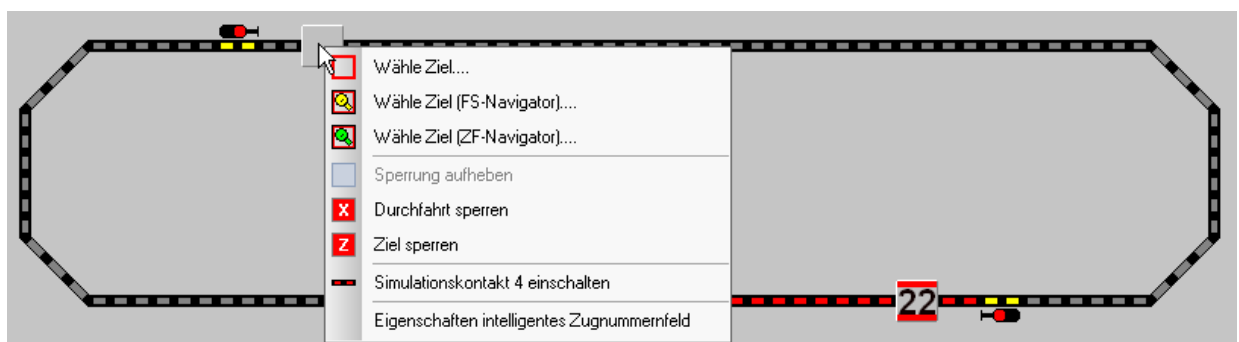 Wähle Ziel....
Wähle Ziel (FS-Navigator)....
Wähle Ziel (ZF-Navigator)....
Sperrung aufheben
X Durchfahrt sperren
Z Ziel sperren
Simulationskontakt 4 einschalten
22
Eigenschaften intelligentes Zugnummernfeld